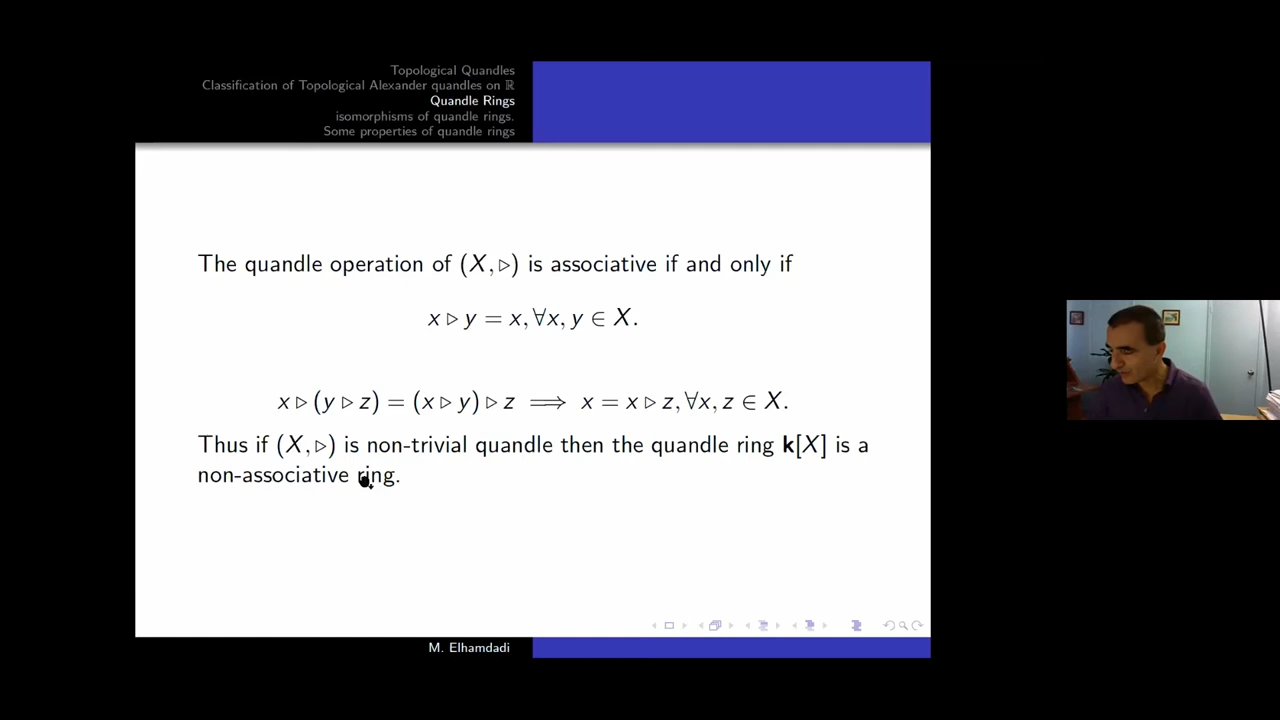 Topological Quandles
Classification of Topological Alexander quandles on ℝ
Quandle Rings
isomorphisms of quandle rings.
Some properties of quandle rings
The quandle operation of (X, ▹) is associative if and only if
x ▹ y = x, ∀x, y ∈ X.
x ▹ (y ▹ z) = (x ▹ y) ▹ z ⟹ x = x ▹ z, ∀x, z ∈ X.
Thus if (X, ▹) is non-trivial quandle then the quandle ring k[X] is a
non-associative ring.
M. Elhamdadi